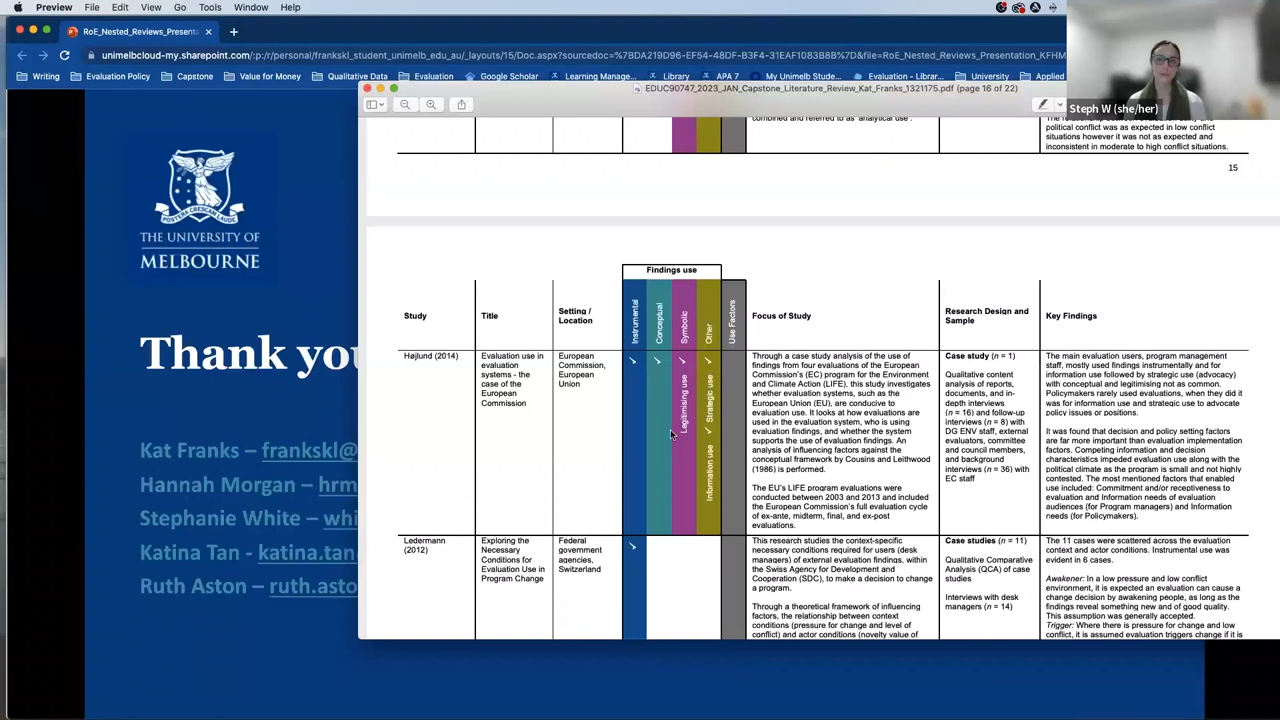 Preview File Edit View Go Tools Window Help
RoE_Nested_Reviews_Presenta
unimelbcloud-my.sharepoint.com/:p:/r/personal/frankskl_student_unimelb_edu_au/_layouts/15/Doc.aspx?sourcedoc=%7BDA219D96-EF54-48DF-B3F4-31EAF1083B8B%7D&file=RoE_Nested_Reviews_Presentation_KFHM
Writing Evaluation Policy Capstone Value for Money Qualitative Data Evaluation Google Scholar Learning Manage... Library APA 7 My Unimelb Stude... Evaluation - Librar... University Applied
EDUC90747_2023_JAN_Capstone_Literature_Review_Kat_Franks_1321175.pdf (page 16 of 22)
Steph W (she/her)
THE UNIVERSITY OF
MELBOURNE
Thank you
Kat Franks – frankskl@
Hannah Morgan – hrm
Stephanie White – whi
Katina Tan - katina.tan
Ruth Aston – ruth.asto
combined and referred to as 'analytical use'.
political conflict was as expected in low conflict
situations however it was not as expected and
inconsistent in moderate to high conflict situations.
15
Findings use
Study
Title
Setting /
Location
Instrumental
Conceptual
Symbolic
Other
Use Factors
Focus of Study
Research Design and
Sample
Key Findings
Højlund (2014)
Evaluation use in
evaluation
systems - the
case of the
European
Commission
European
Commission,
European
Union
✓
✓
✓ Legitimising use
✓ Strategic use
✓ Information use
Through a case study analysis of the use of
findings from four evaluations of the European
Commission's (EC) program for the Environment
and Climate Action (LIFE), this study investigates
whether evaluation systems, such as the
European Union (EU), are conducive to
evaluation use. It looks at how evaluations are
used in the evaluation system, who is using
evaluation findings, and whether the system
supports the use of evaluation findings. An
analysis of influencing factors against the
conceptual framework by Cousins and Leithwood
(1986) is performed.
The EU's LIFE program evaluations were
conducted between 2003 and 2013 and included
the European Commission's full evaluation cycle
of ex-ante, midterm, final, and ex-post
evaluations.
Case study (n = 1)
Qualitative content
analysis of reports,
documents, and in-
depth interviews
(n = 16) and follow-up
interviews (n = 8) with
DG ENV staff, external
evaluators, committee
and council members,
and background
interviews (n = 36) with
EC staff
The main evaluation users, program management
staff, mostly used findings instrumentally and for
information use followed by strategic use (advocacy)
with conceptual and legitimising not as common.
Policymakers rarely used evaluations, when they did it
was for information use and strategic use to advocate
policy issues or positions.
It was found that decision and policy setting factors
are far more important than evaluation implementation
factors. Competing information and decision
characteristics impeded evaluation use along with the
political climate as the program is small and not highly
contested. The most mentioned factors that enabled
use included: Commitment and/or receptiveness to
evaluation and Information needs of evaluation
audiences (for Program managers) and Information
needs (for Policymakers).
Ledermann
(2012)
Exploring the
Necessary
Conditions for
Evaluation Use in
Program Change
Federal
government
agencies,
Switzerland
✓
This research studies the context-specific
necessary conditions required for users (desk
managers) of external evaluation findings, within
the Swiss Agency for Development and
Cooperation (SDC), to make a decision to change
a program.
Through a theoretical framework of influencing
factors, the relationship between context
conditions (pressure for change and level of
conflict) and actor conditions (novelty value of
Case studies (n = 11)
Qualitative Comparative
Analysis (QCA) of case
studies
Interviews with desk
managers (n = 14)
The 11 cases were scattered across the evaluation
context and actor conditions. Instrumental use was
evident in 6 cases.
Awakener: In a low pressure and low conflict
environment, it is expected an evaluation can cause a
change decision by awakening people, as long as the
findings reveal something new and of good quality.
This assumption was generally accepted.
Trigger: Where there is pressure for change and low
conflict, it is assumed evaluation triggers change if it is